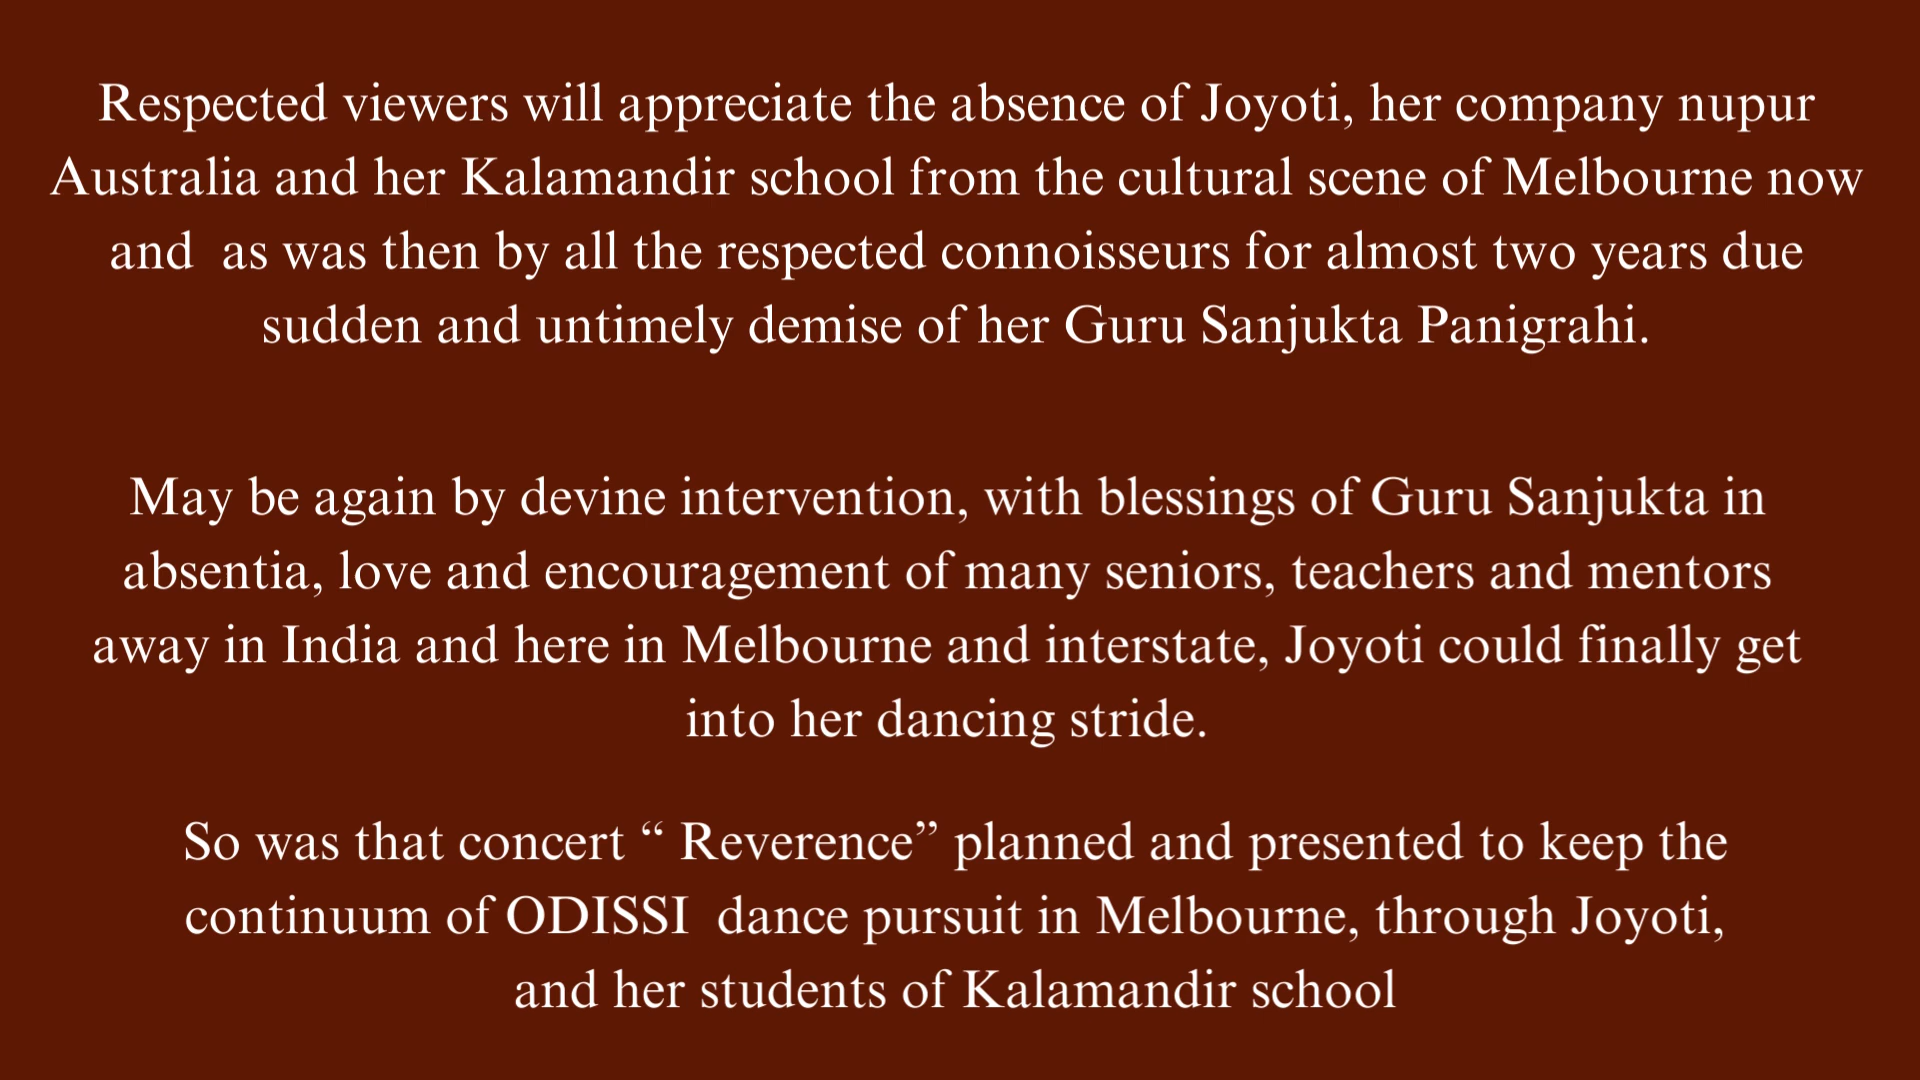 Respected viewers will appreciate the absence of Joyoti, her company nupur
Australia and her Kalamandir school from the cultural scene of Melbourne now
and  as was then by all the respected connoisseurs for almost two years due
sudden and untimely demise of her Guru Sanjukta Panigrahi.
May be again by devine intervention, with blessings of Guru Sanjukta in
absentia, love and encouragement of many seniors, teachers and mentors
away in India and here in Melbourne and interstate, Joyoti could finally get
into her dancing stride.
So was that concert “ Reverence” planned and presented to keep the
continuum of ODISSI  dance pursuit in Melbourne, through Joyoti,
and her students of Kalamandir school